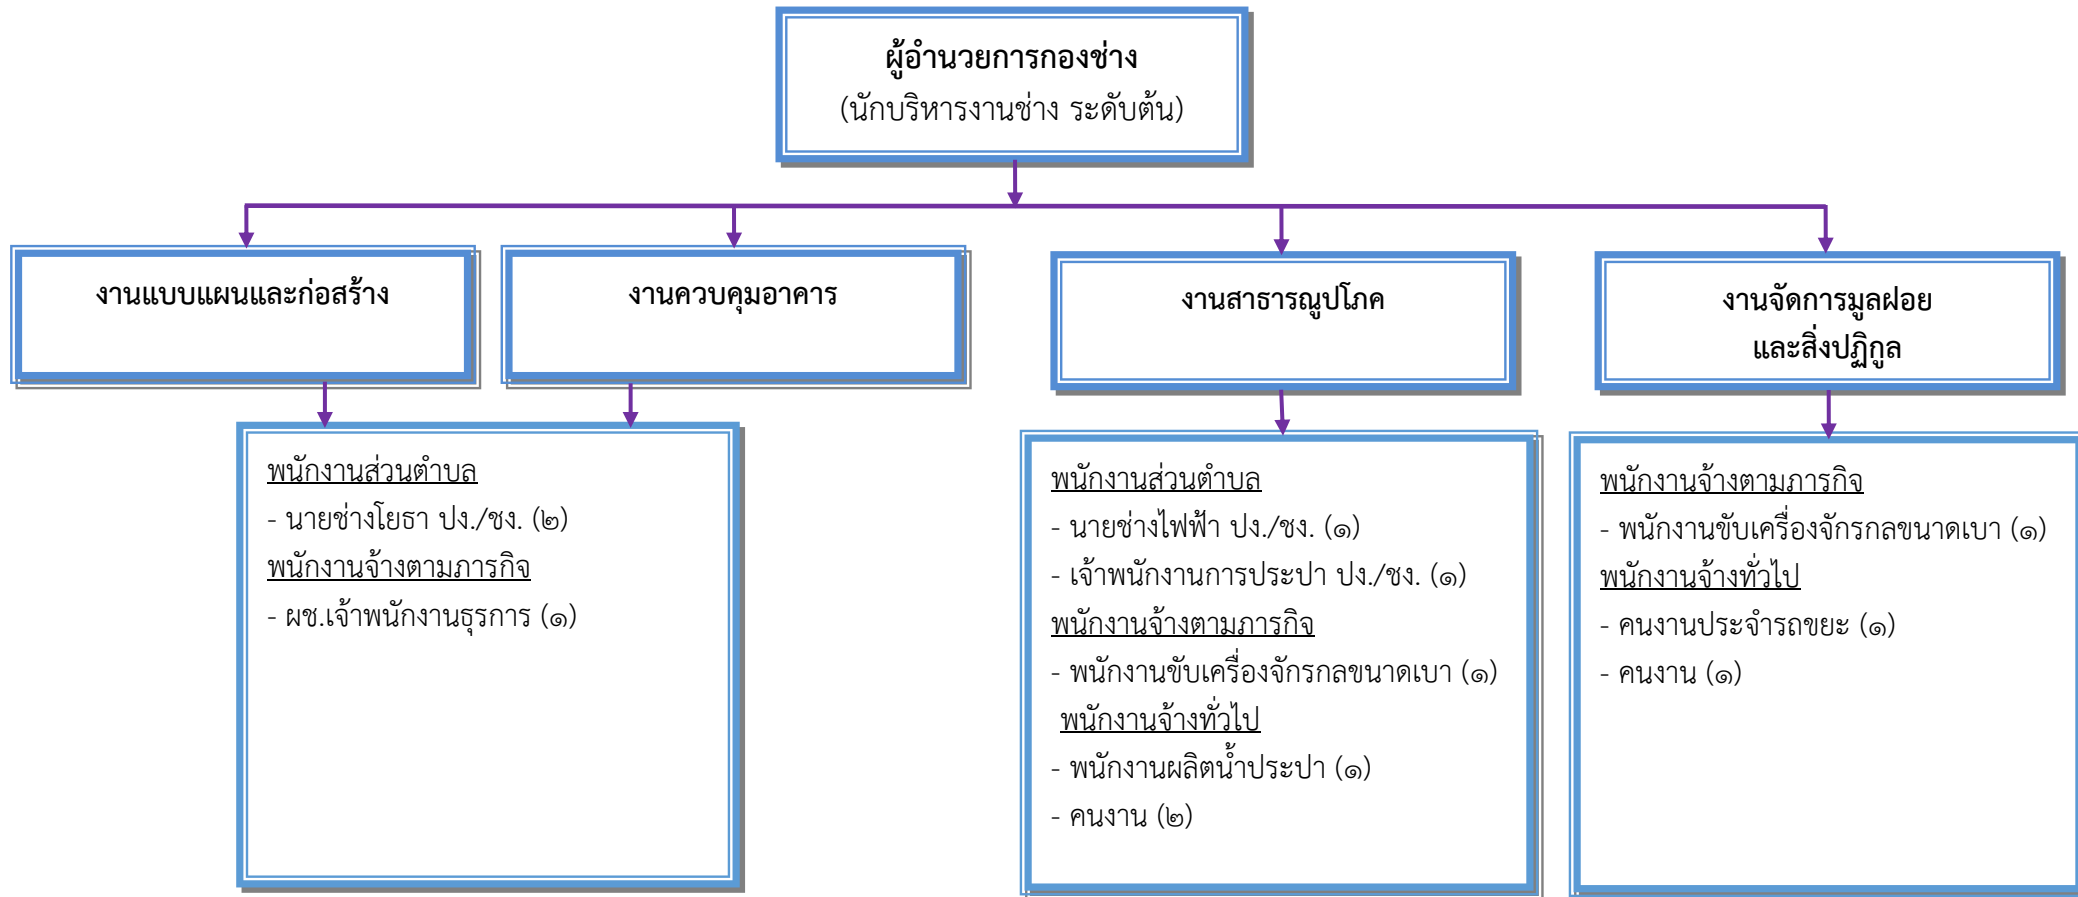 ผู้อำนวยการกองช่าง
(นักบริหารงานช่าง ระดับต้น)
งานแบบแผนและก่อสร้าง
งานควบคุมอาคาร
งานสาธารณูปโภค
งานจัดการมูลฝอย
และสิ่งปฏิกูล
พนักงานส่วนตำบล
- นายช่างโยธา ปง./ชง. (๒)
พนักงานจ้างตามภารกิจ
- ผช.เจ้าพนักงานธุรการ (๑)
พนักงานส่วนตำบล
- นายช่างไฟฟ้า ปง./ชง. (๑)
- เจ้าพนักงานการประปา ปง./ชง. (๑)
พนักงานจ้างตามภารกิจ
- พนักงานขับเครื่องจักรกลขนาดเบา (๑)
พนักงานจ้างทั่วไป
- พนักงานผลิตน้ำประปา (๑)
- คนงาน (๒)
พนักงานจ้างตามภารกิจ
- พนักงานขับเครื่องจักรกลขนาดเบา (๑)
พนักงานจ้างทั่วไป
- คนงานประจำรถขยะ (๑)
- คนงาน (๑)